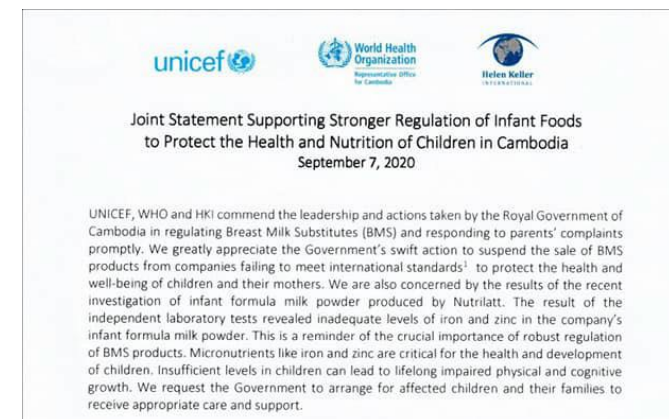 unicef
World Health
Organization
Representative Office
for Cambodia
Helen Keller
INTERNATIONAL
Joint Statement Supporting Stronger Regulation of Infant Foods
to Protect the Health and Nutrition of Children in Cambodia
September 7, 2020
UNICEF, WHO and HKI commend the leadership and actions taken by the Royal Government of
Cambodia in regulating Breast Milk Substitutes (BMS) and responding to parents' complaints
promptly. We greatly appreciate the Government's swift action to suspend the sale of BMS
products from companies failing to meet international standards¹ to protect the health and
well-being of children and their mothers. We are also concerned by the results of the recent
investigation of infant formula milk powder produced by Nutrilatt. The result of the
independent laboratory tests revealed inadequate levels of iron and zinc in the company's
infant formula milk powder. This is a reminder of the crucial importance of robust regulation
of BMS products. Micronutrients like iron and zinc are critical for the health and development
of children. Insufficient levels in children can lead to lifelong impaired physical and cognitive
growth. We request the Government to arrange for affected children and their families to
receive appropriate care and support.